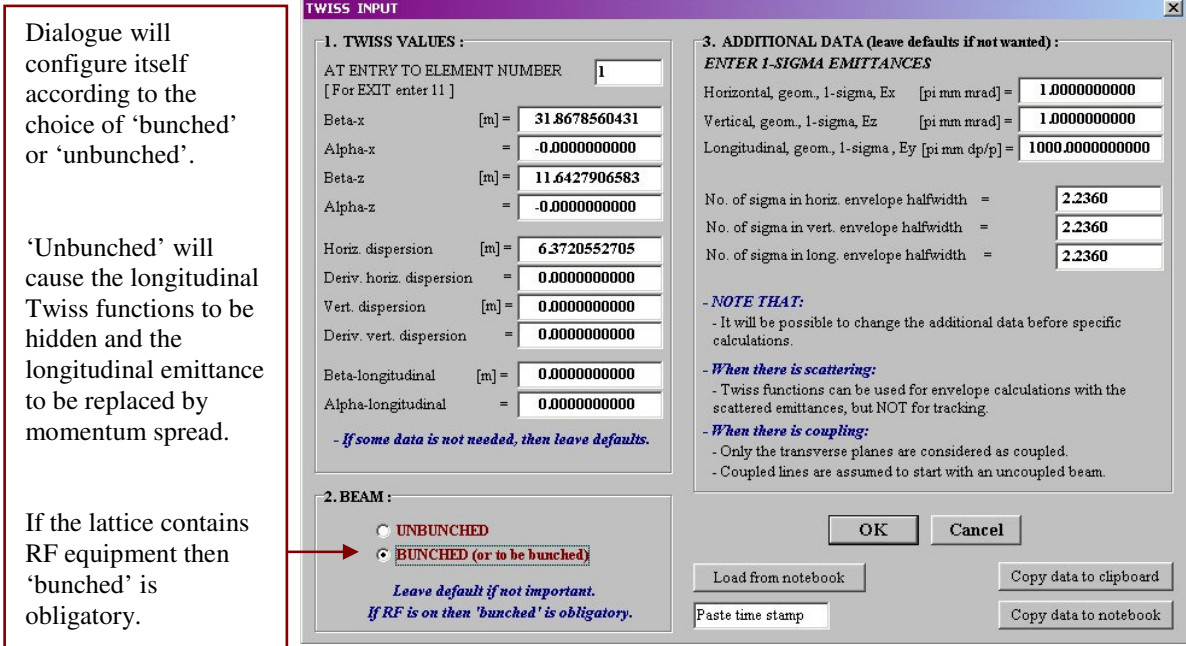 Dialogue will
configure itself
according to the
choice of ‘bunched’
or ‘unbunched’.
‘Unbunched’ will
cause the longitudinal
Twiss functions to be
hidden and the
longitudinal emittance
to be replaced by
momentum spread.
If the lattice contains
RF equipment then
‘bunched’ is
obligatory.
TWISS INPUT
1. TWISS VALUES :
AT ENTRY TO ELEMENT NUMBER 1
[ For EXIT enter 11 ]
Beta-x [m] = 31.8678560431
Alpha-x = -0.0000000000
Beta-z [m] = 11.6427906583
Alpha-z = -0.0000000000
Horiz. dispersion [m] = 6.3720552705
Deriv. horiz. dispersion = 0.0000000000
Vert. dispersion [m] = 0.0000000000
Deriv. vert. dispersion = 0.0000000000
Beta-longitudinal [m] = 0.0000000000
Alpha-longitudinal = 0.0000000000
- If some data is not needed, then leave defaults.
2. BEAM :
UNBUNCHED
BUNCHED (or to be bunched)
Leave default if not important.
If RF is on then 'bunched' is obligatory.
3. ADDITIONAL DATA (leave defaults if not wanted) :
ENTER 1-SIGMA EMITTANCES
Horizontal, geom., 1-sigma, Ex [pi mm mrad] = 1.0000000000
Vertical, geom., 1-sigma, Ez [pi mm mrad] = 1.0000000000
Longitudinal, geom., 1-sigma , Ey [pi mm dp/p] = 1000.0000000000
No. of sigma in horiz. envelope halfwidth = 2.2360
No. of sigma in vert. envelope halfwidth = 2.2360
No. of sigma in long. envelope halfwidth = 2.2360
- NOTE THAT:
- It will be possible to change the additional data before specific
calculations.
- When there is scattering:
- Twiss functions can be used for envelope calculations with the
scattered emittances, but NOT for tracking.
- When there is coupling:
- Only the transverse planes are considered as coupled.
- Coupled lines are assumed to start with an uncoupled beam.
OK Cancel
Load from notebook Copy data to clipboard
Paste time stamp Copy data to notebook